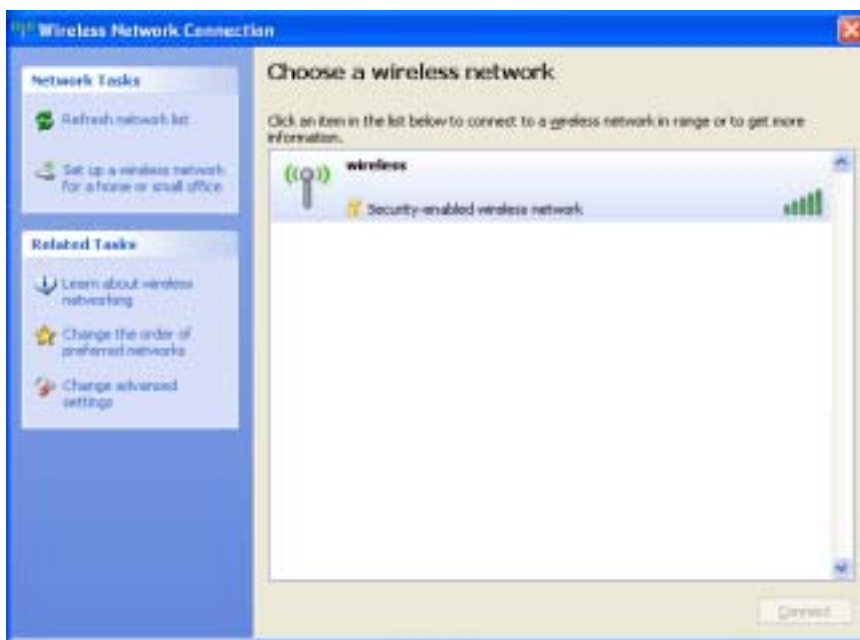 Wireless Network Connection
Network Tasks
Refresh network list
Set up a wireless network
for a home or small office
Related Tasks
Learn about wireless
networking
Change the order of
preferred networks
Change advanced
settings
Choose a wireless network
Click an item in the list below to connect to a wireless network in range or to get more
information.
wireless
Security-enabled wireless network
Connect